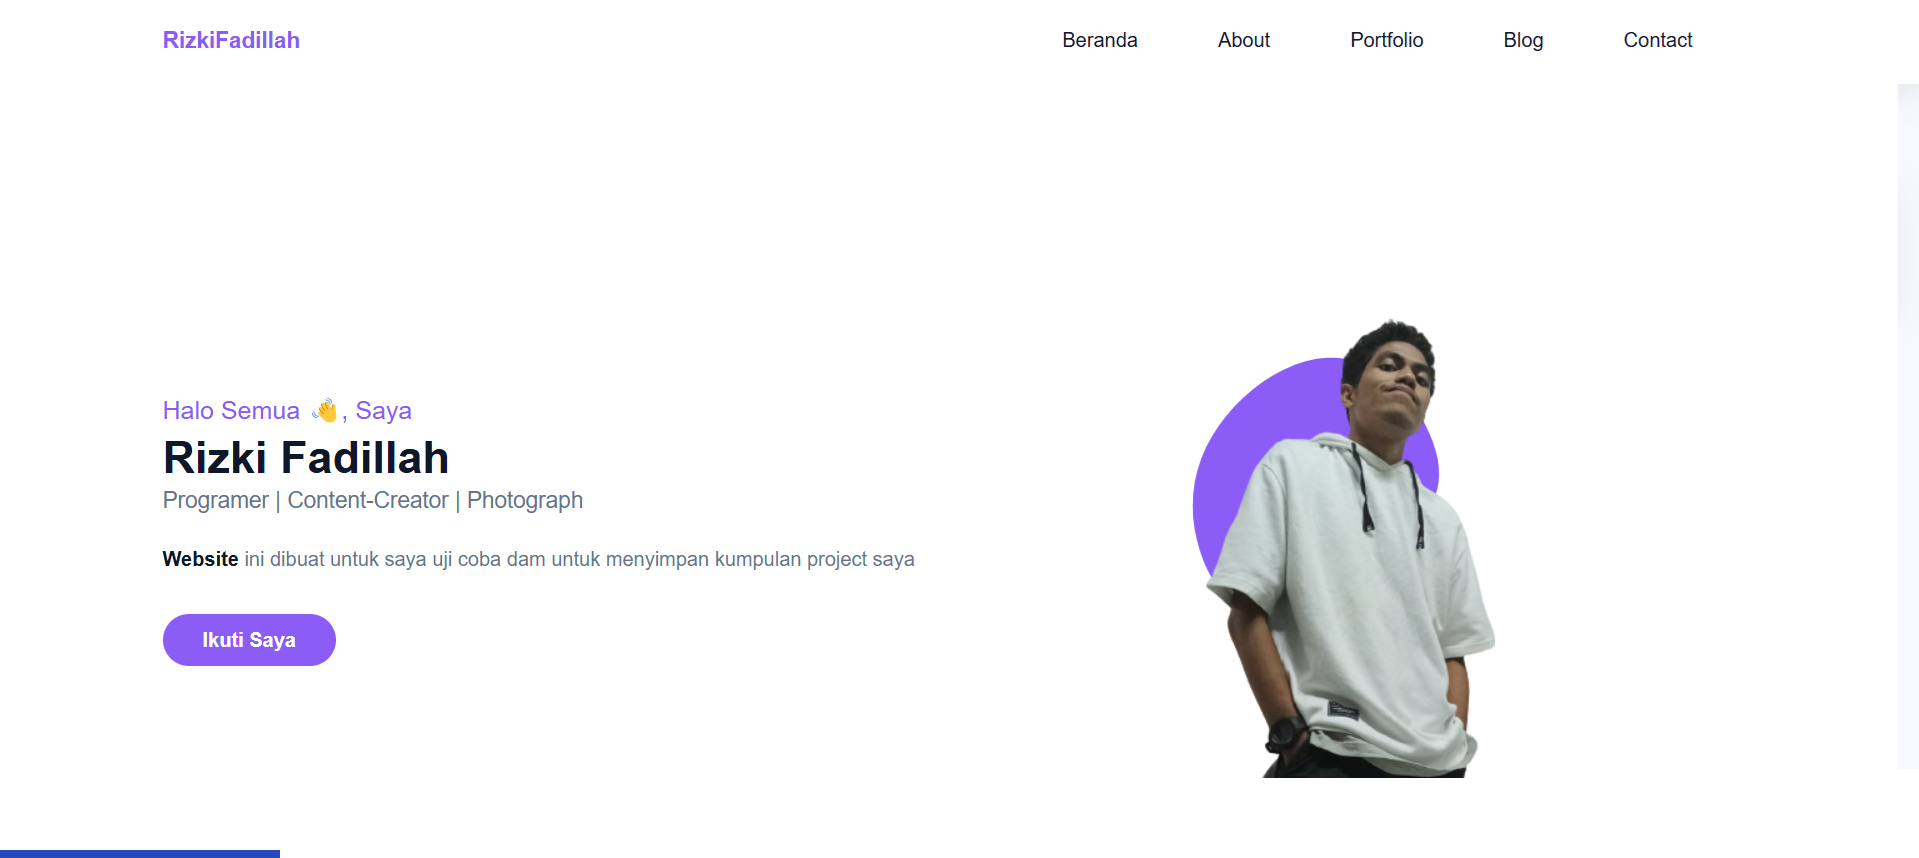 RizkiFadillah
Beranda About Portfolio Blog Contact
Halo Semua 👋, Saya
Rizki Fadillah
Programer | Content-Creator | Photograph
Website ini dibuat untuk saya uji coba dam untuk menyimpan kumpulan project saya
Ikuti Saya